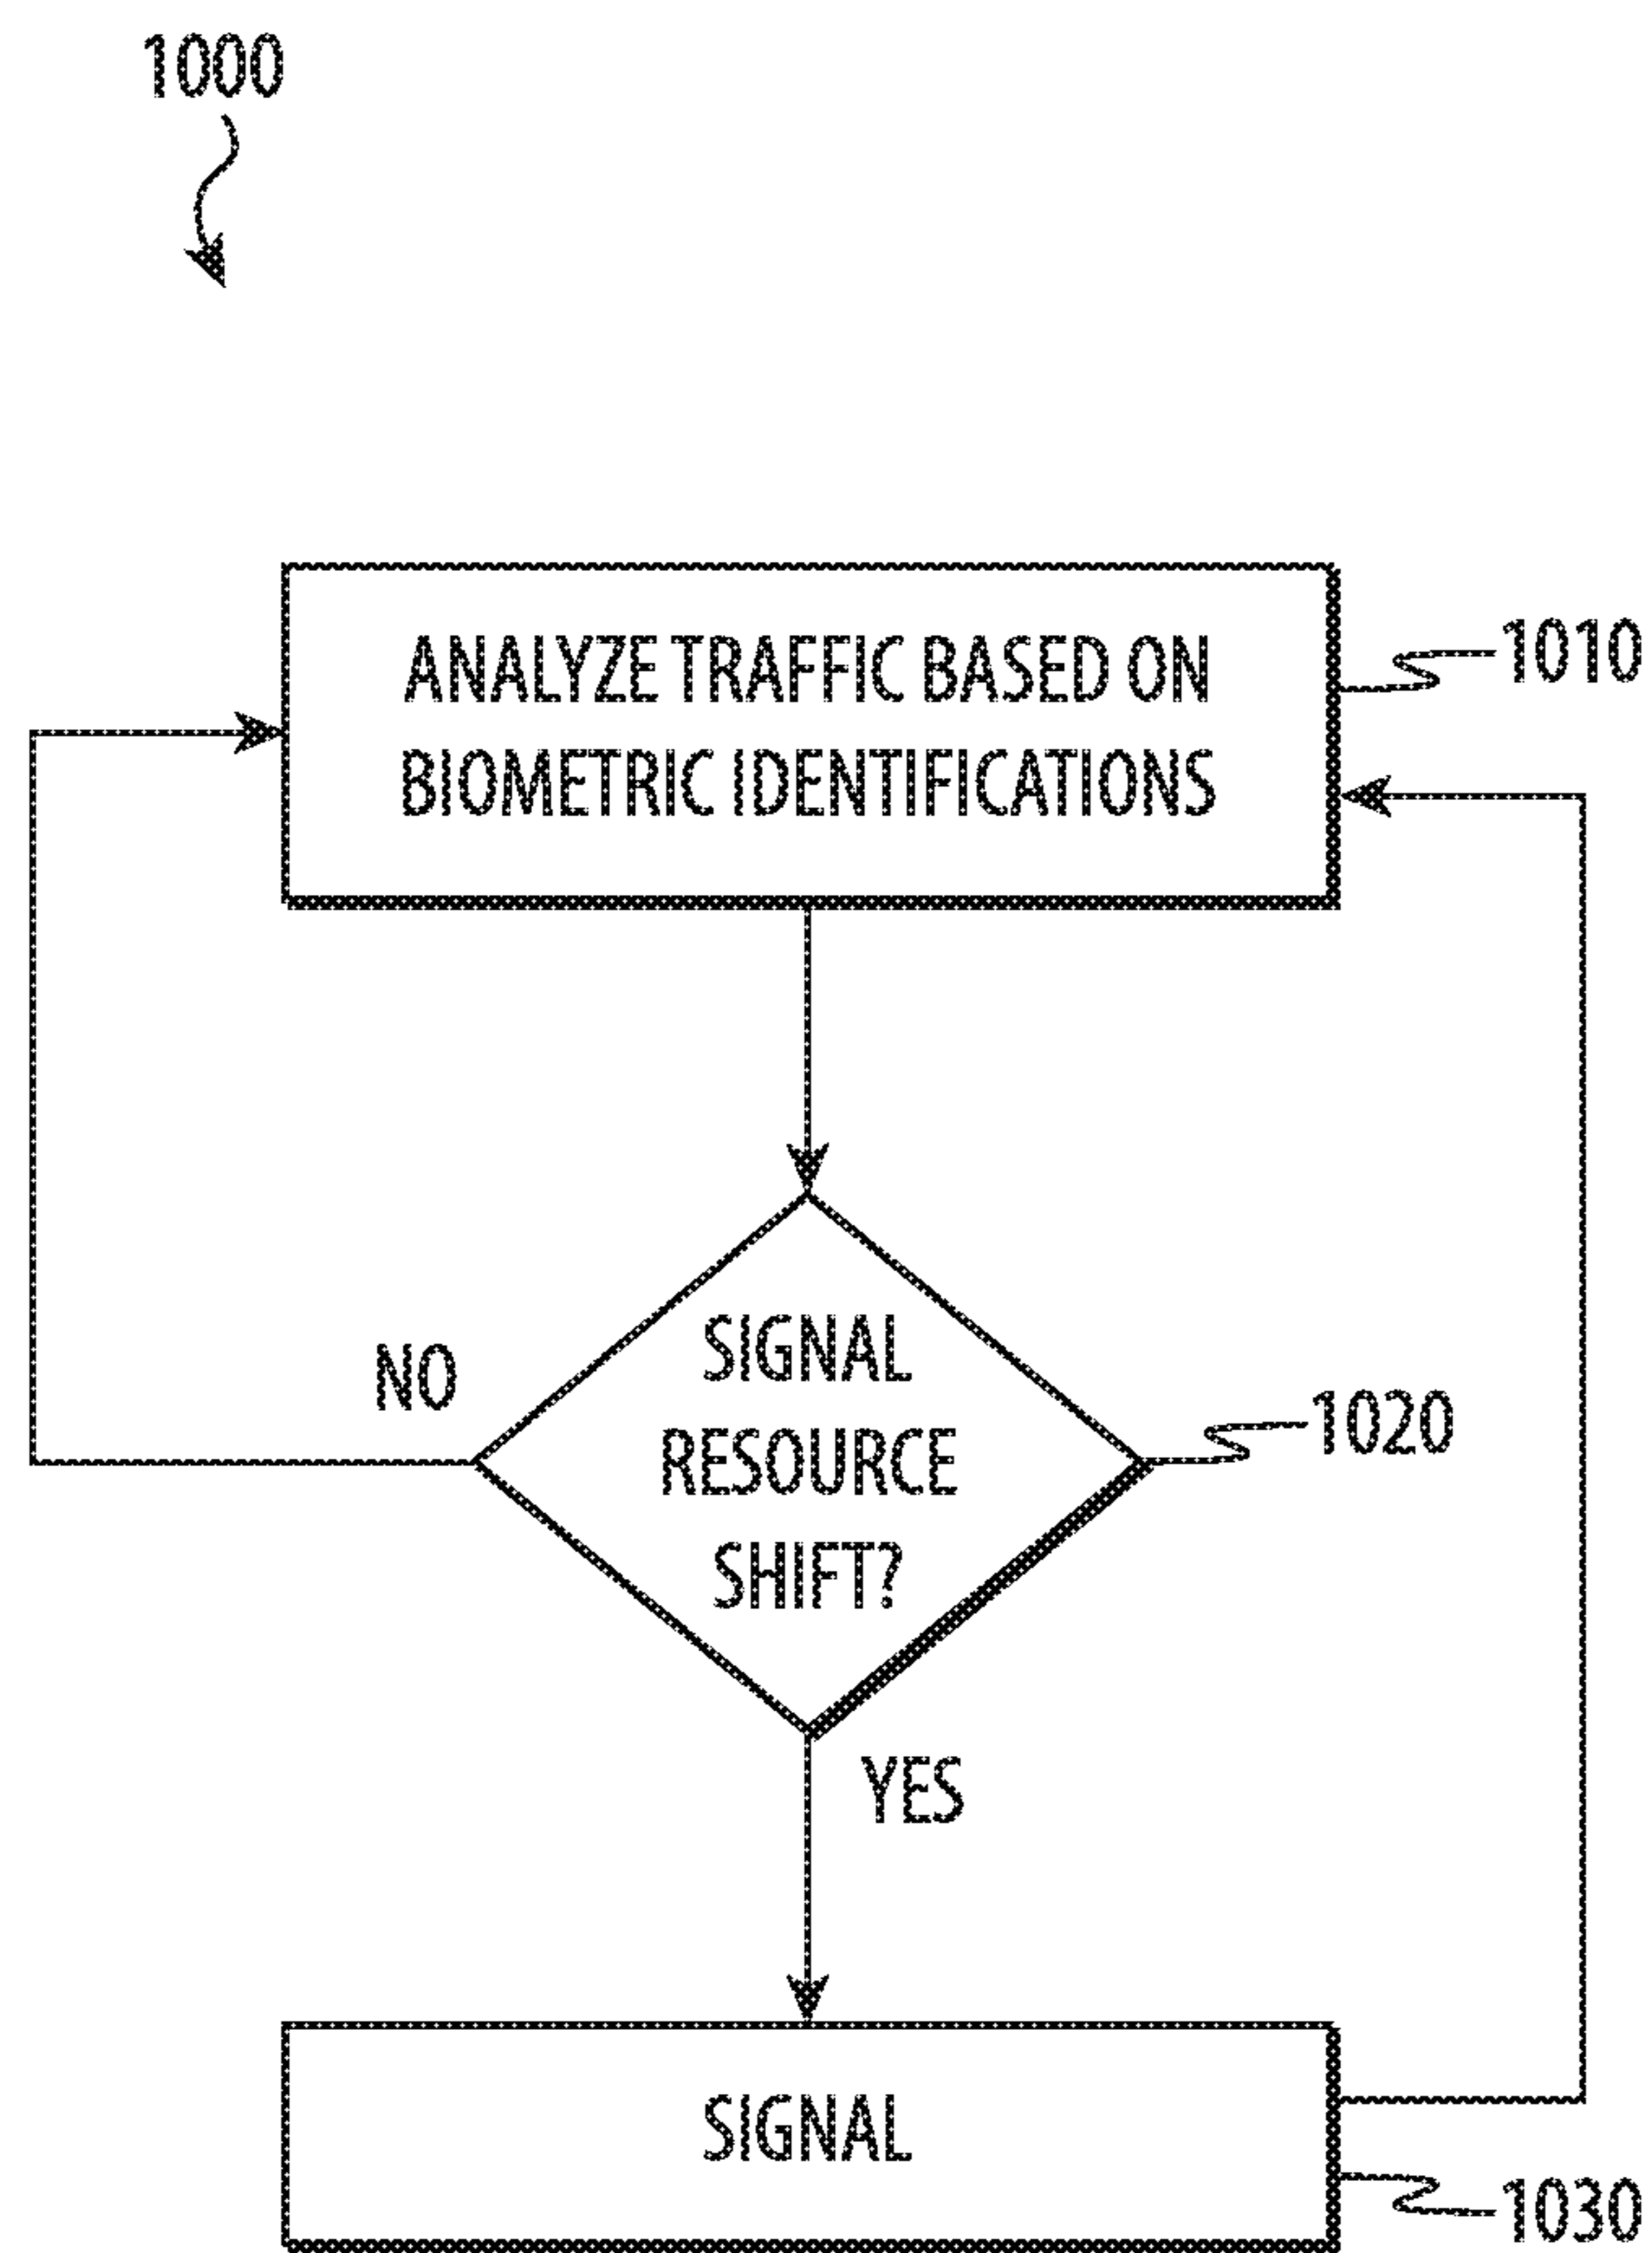 1000
ANALYZE TRAFFIC BASED ON
BIOMETRIC IDENTIFICATIONS
1010
SIGNAL
RESOURCE
SHIFT?
NO
1020
YES
SIGNAL
1030